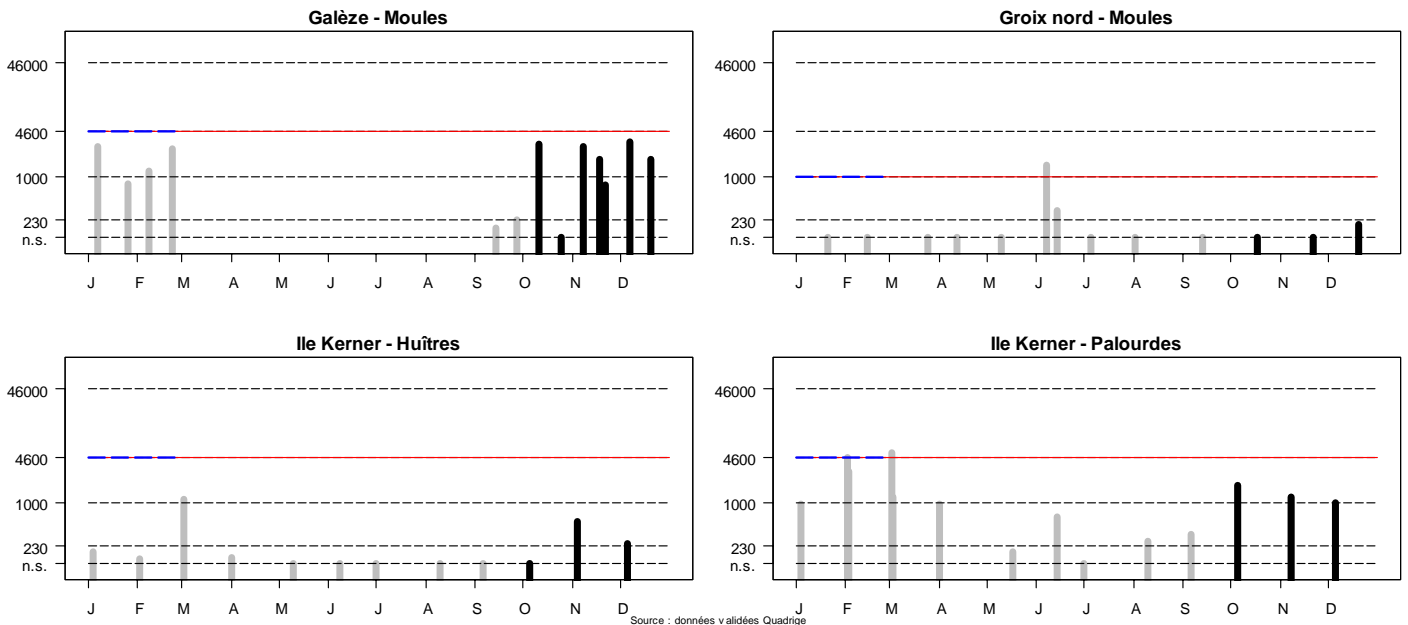 Galèze - Moules
46000
4600
1000
230
n.s.
J F M A M J J A S O N D
Groix nord - Moules
46000
4600
1000
230
n.s.
J F M A M J J A S O N D
Ile Kerner - Huîtres
46000
4600
1000
230
n.s.
J F M A M J J A S O N D
Ile Kerner - Palourdes
46000
4600
1000
230
n.s.
J F M A M J J A S O N D
Source : données validées Quadrige